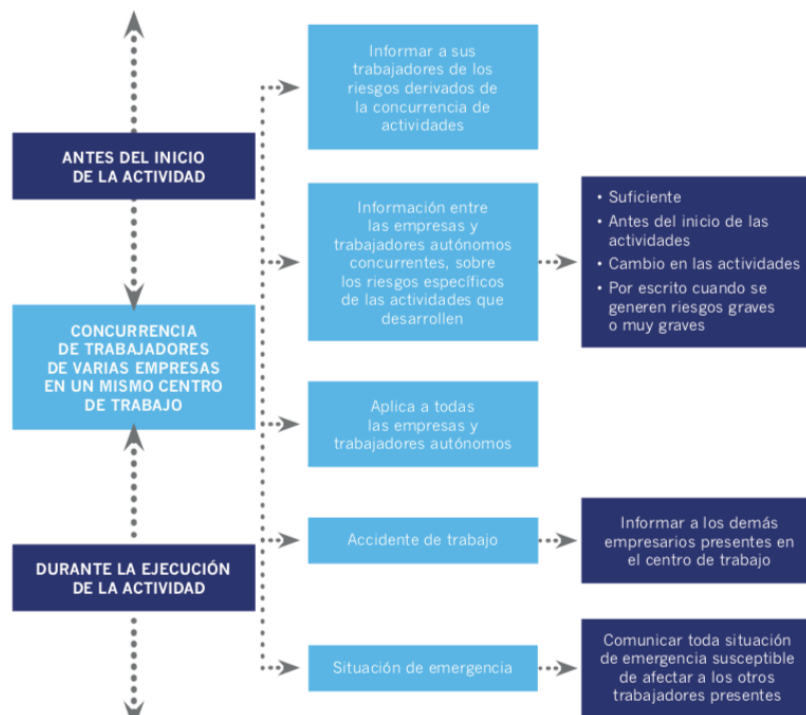 Informar a sus
trabajadores de los
riesgos derivados de
la concurrencia de
actividades
ANTES DEL INICIO
DE LA ACTIVIDAD
Información entre
las empresas y
trabajadores autónomos
concurrentes, sobre
los riesgos específicos
de las actividades que
desarrollen
• Suficiente
• Antes del inicio de las
actividades
• Cambio en las actividades
• Por escrito cuando se
generen riesgos graves
o muy graves
CONCURRENCIA
DE TRABAJADORES
DE VARIAS EMPRESAS
EN UN MISMO CENTRO
DE TRABAJO
Aplica a todas
las empresas y
trabajadores autónomos
DURANTE LA EJECUCIÓN
DE LA ACTIVIDAD
Accidente de trabajo
Informar a los demás
empresarios presentes en
el centro de trabajo
Situación de emergencia
Comunicar toda situación
de emergencia susceptible
de afectar a los otros
trabajadores presentes